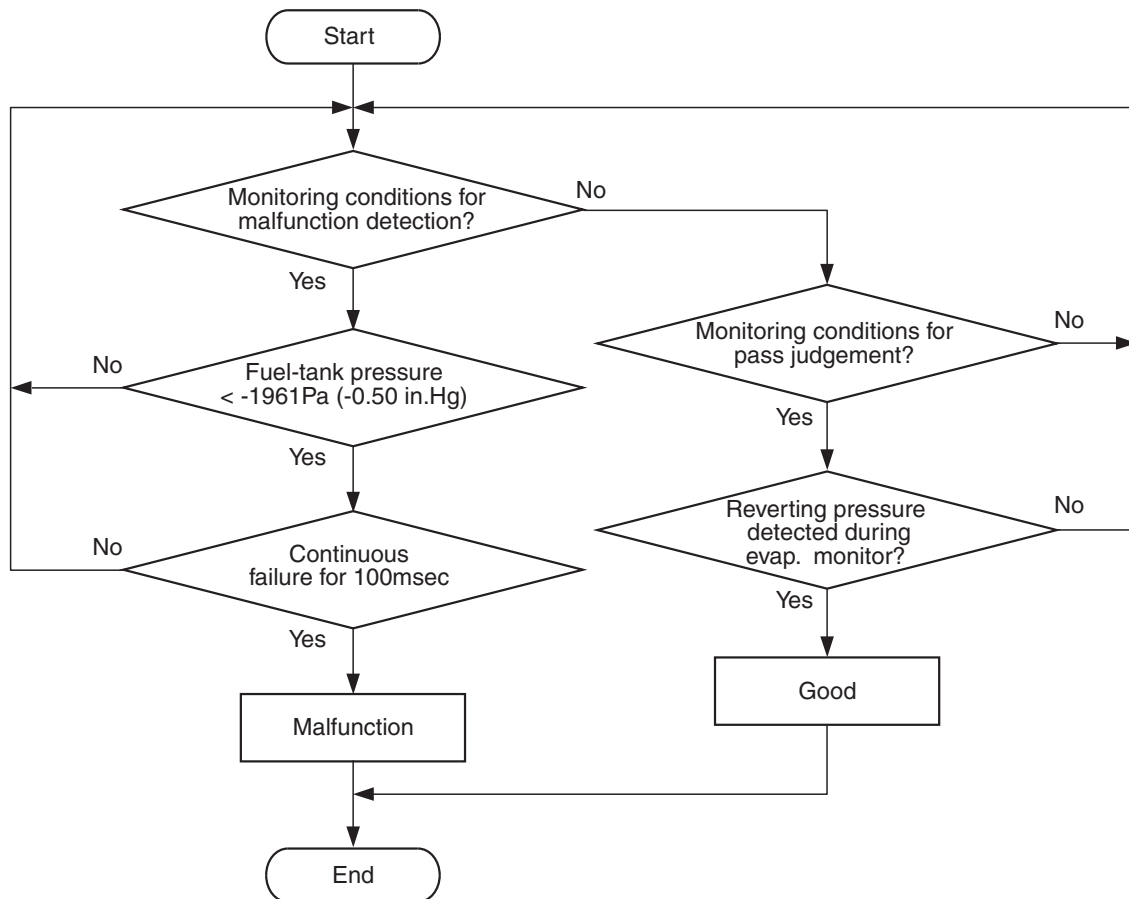 Start
Monitoring conditions for
malfunction detection?
No
Yes
Monitoring conditions for
pass judgement?
No
No
Fuel-tank pressure
< -1961Pa (-0.50 in.Hg)
Yes
Yes
Reverting pressure
detected during
evap. monitor?
No
No
Continuous
failure for 100msec
Yes
Yes
Good
Malfunction
End